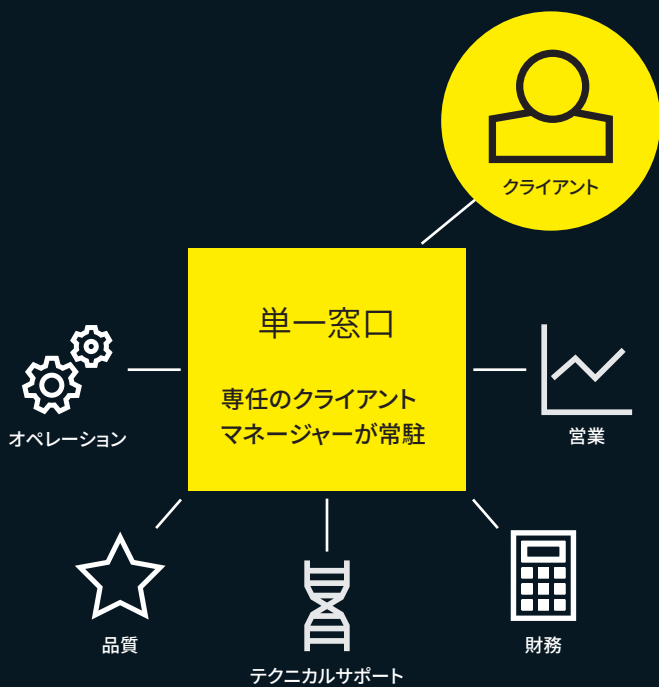 クライアント
単一窓口
専任のクライアント
マネージャーが常駐
オペレーション
営業
品質
財務
テクニカルサポート